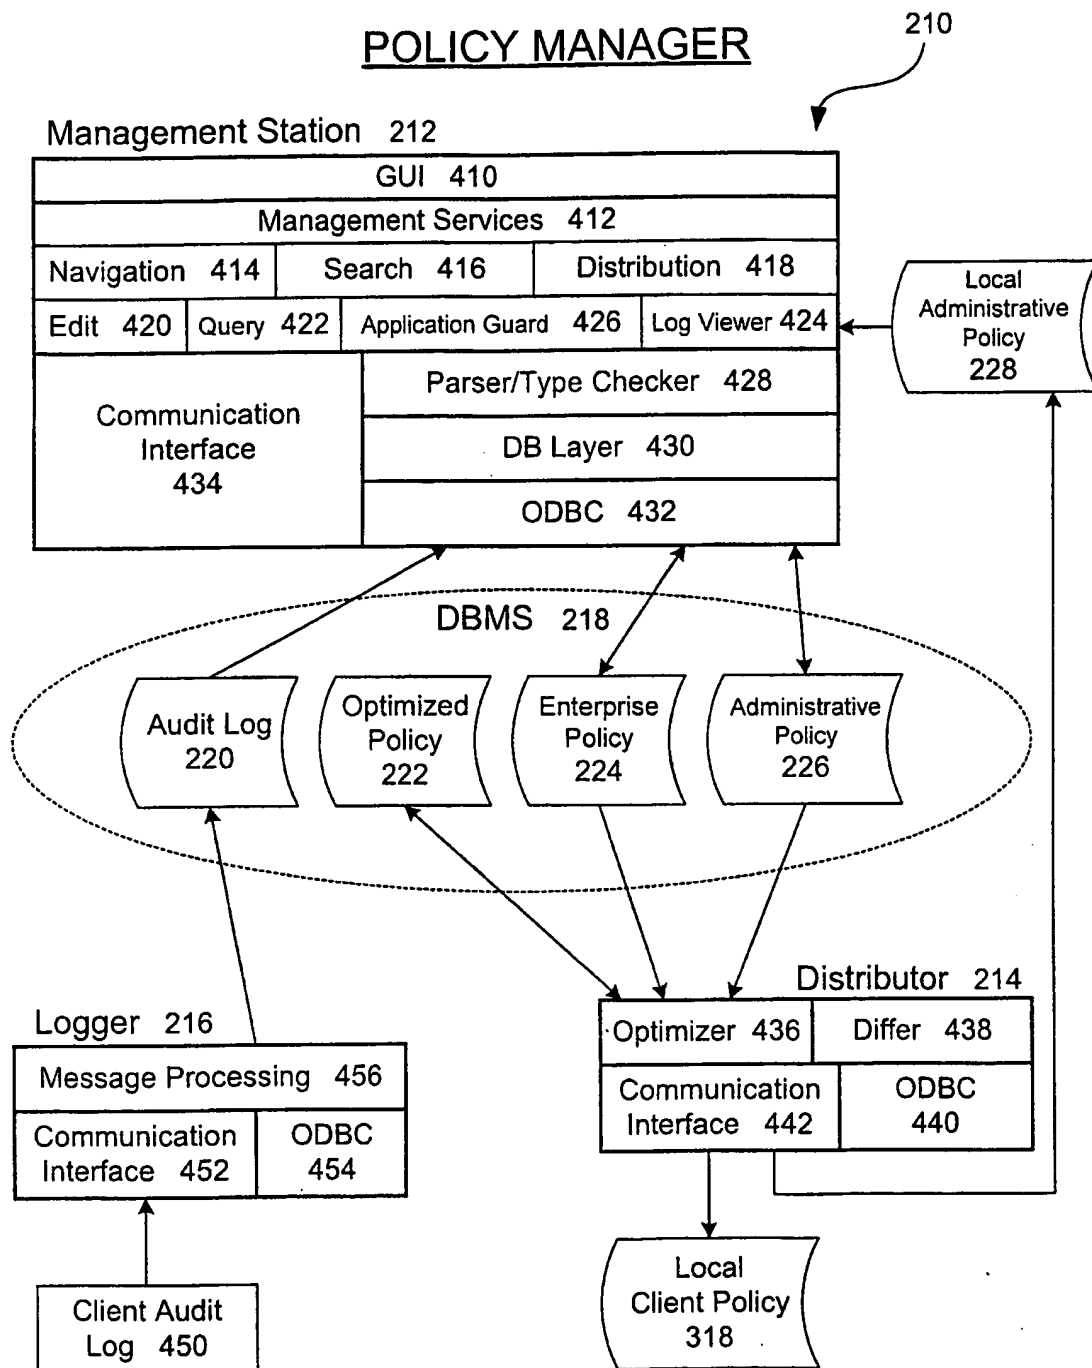 POLICY MANAGER
210
Management Station 212
GUI 410
Management Services 412
Navigation 414
Search 416
Distribution 418
Edit 420
Query 422
Application Guard 426
Log Viewer 424
Local
Administrative
Policy
228
Communication
Interface
434
Parser/Type Checker 428
DB Layer 430
ODBC 432
DBMS 218
Audit Log
220
Optimized
Policy
222
Enterprise
Policy
224
Administrative
Policy
226
Distributor 214
Optimizer 436
Differ 438
Communication
Interface 442
ODBC
440
Logger 216
Message Processing 456
Communication
Interface 452
ODBC
454
Client Audit
Log 450
Local
Client Policy
318